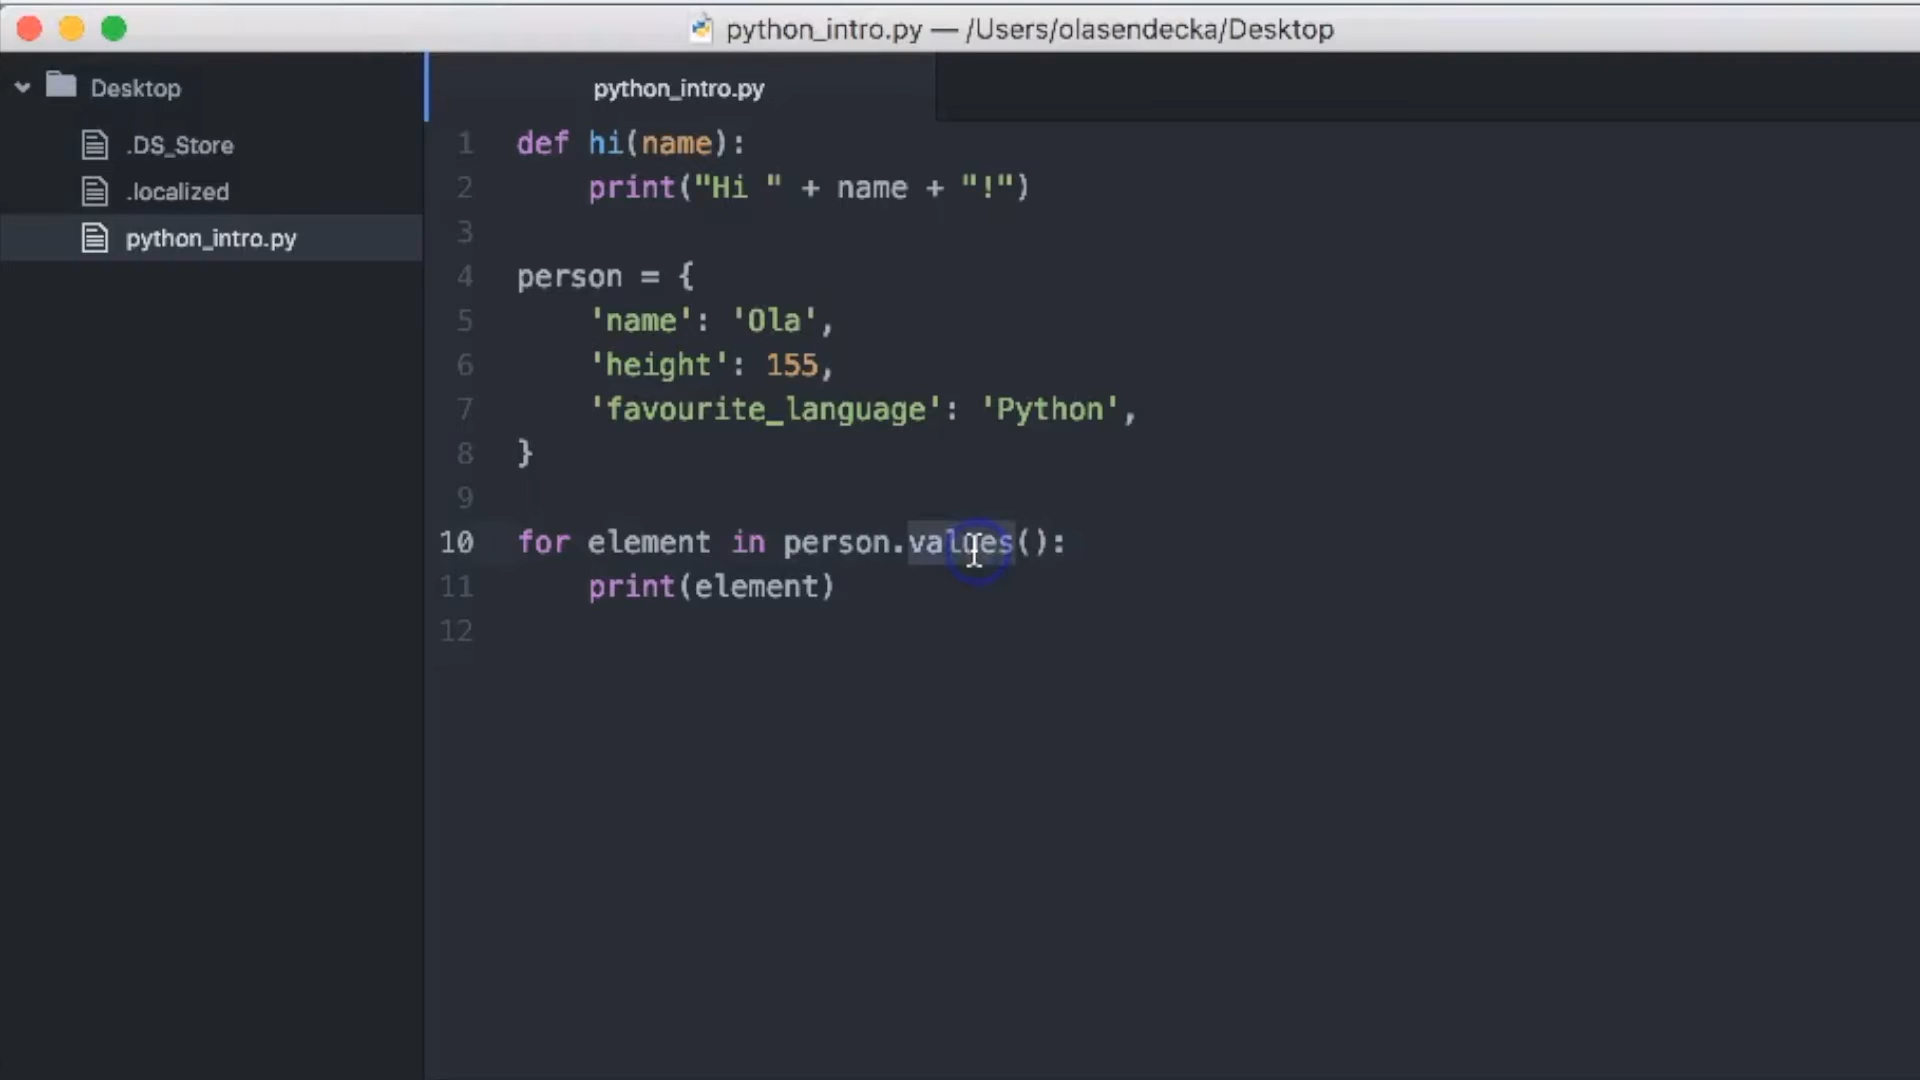 python_intro.py — /Users/olasendecka/Desktop
Desktop
.DS_Store
.localized
python_intro.py
python_intro.py
1 def hi(name):
2     print("Hi " + name + "!")
3
4 person = {
5     'name': 'Ola',
6     'height': 155,
7     'favourite_language': 'Python',
8 }
9
10 for element in person.values():
11     print(element)
12